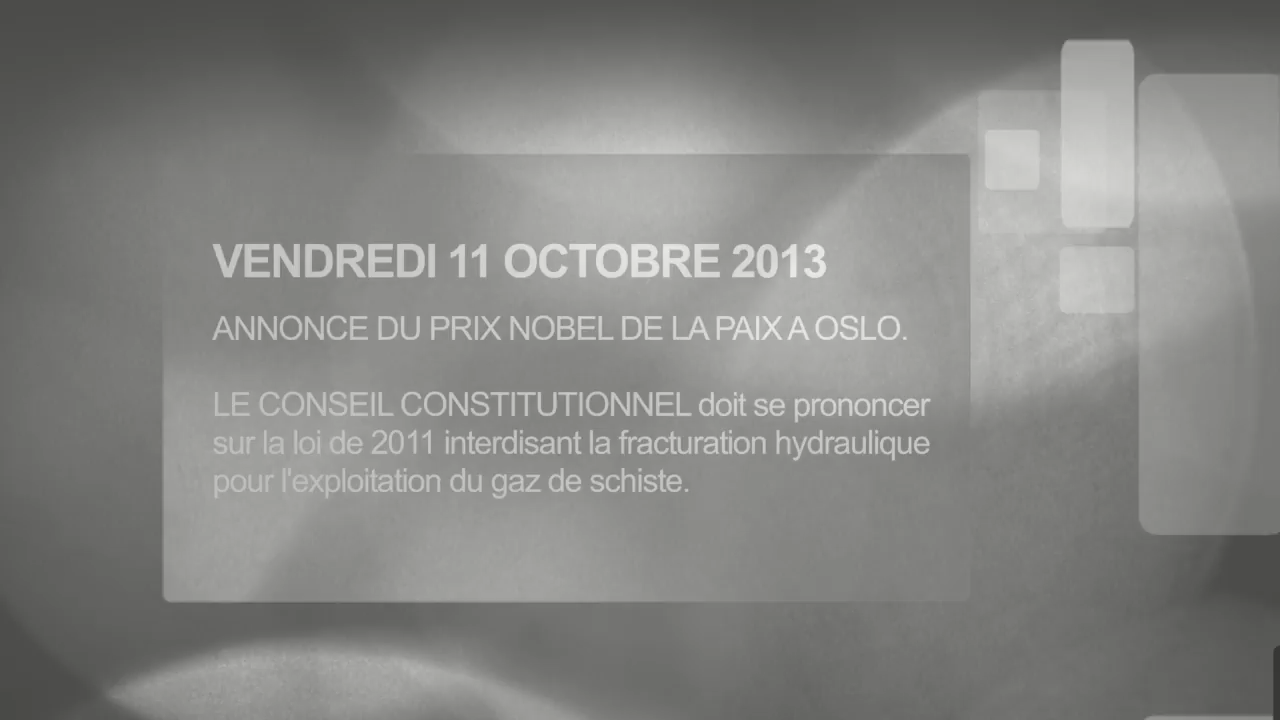 VENDREDI 11 OCTOBRE 2013
ANNONCE DU PRIX NOBEL DE LA PAIX A OSLO.
LE CONSEIL CONSTITUTIONNEL doit se prononcer
sur la loi de 2011 interdisant la fracturation hydraulique
pour l'exploitation du gaz de schiste.